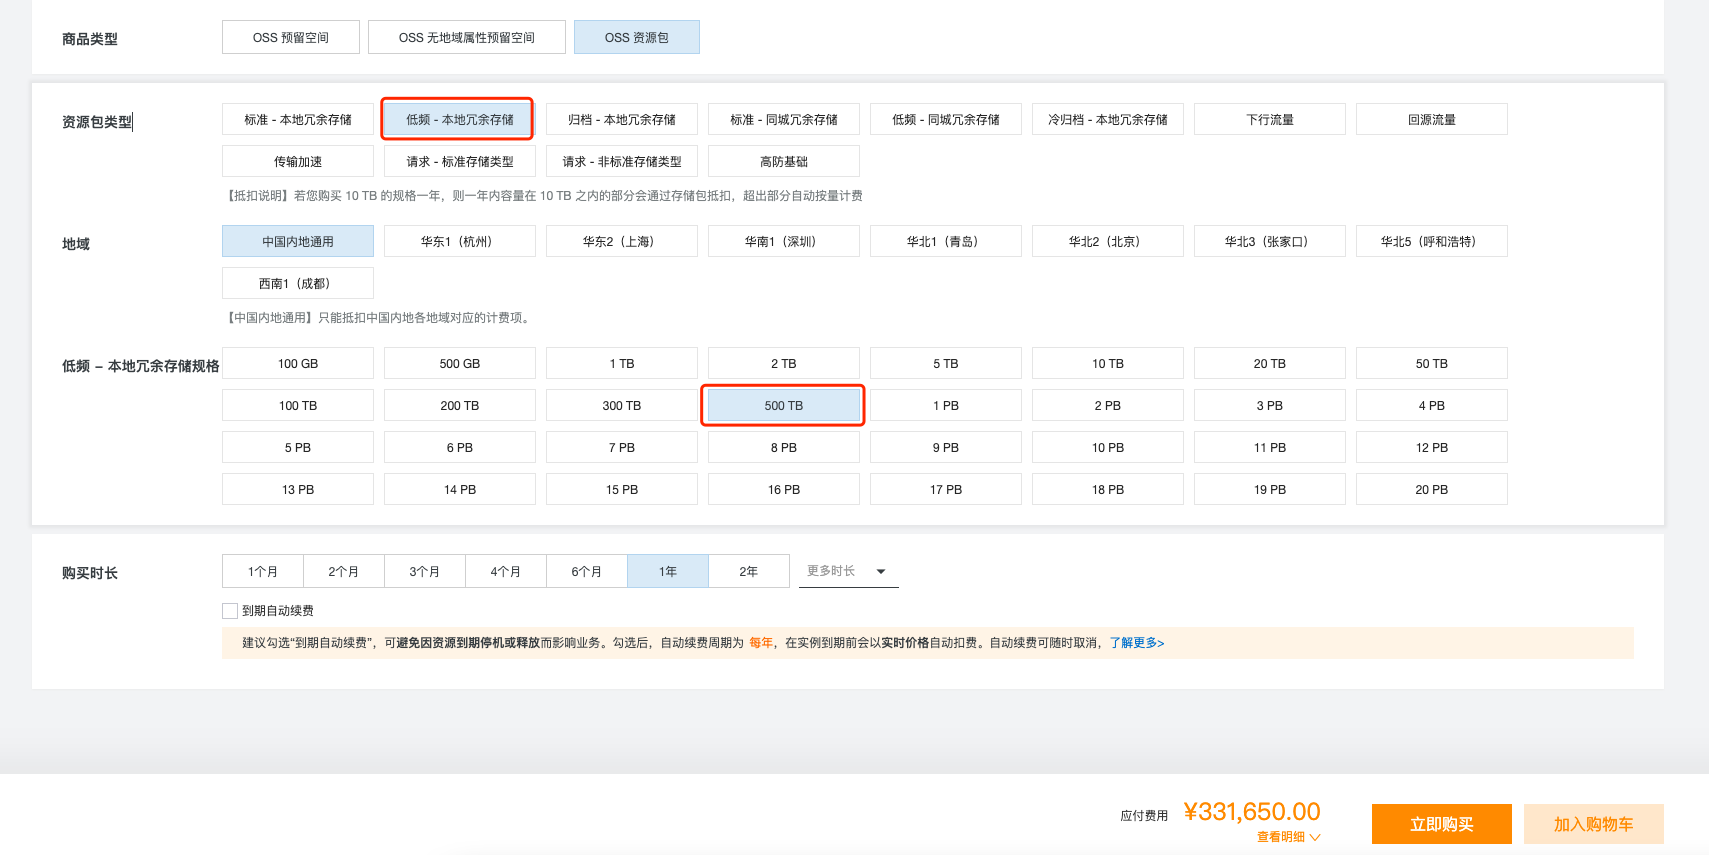 商品类型
OSS 预留空间
OSS 无地域属性预留空间
OSS 资源包
资源包类型
标准 - 本地冗余存储
低频 - 本地冗余存储
归档 - 本地冗余存储
标准 - 同城冗余存储
低频 - 同城冗余存储
冷归档 - 本地冗余存储
下行流量
回源流量
传输加速
请求 - 标准存储类型
请求 - 非标准存储类型
高防基础
【抵扣说明】若您购买 10 TB 的规格一年，则一年内容量在 10 TB 之内的部分会通过存储包抵扣，超出部分自动按量计费
地域
中国内地通用
华东1（杭州）
华东2（上海）
华南1（深圳）
华北1（青岛）
华北2（北京）
华北3（张家口）
华北5（呼和浩特）
西南1（成都）
【中国内地通用】只能抵扣中国内地各地域对应的计费项。
低频 - 本地冗余存储规格
100 GB
500 GB
1 TB
2 TB
5 TB
10 TB
20 TB
50 TB
100 TB
200 TB
300 TB
500 TB
1 PB
2 PB
3 PB
4 PB
5 PB
6 PB
7 PB
8 PB
9 PB
10 PB
11 PB
12 PB
13 PB
14 PB
15 PB
16 PB
17 PB
18 PB
19 PB
20 PB
购买时长
1个月
2个月
3个月
4个月
6个月
1年
2年
更多时长
到期自动续费
建议勾选“到期自动续费”，可避免因资源到期停机或释放而影响业务。勾选后，自动续费周期为 每年，在实例到期前会以实时价格自动扣费。自动续费可随时取消，了解更多>
应付费用
¥331,650.00
查看明细
立即购买
加入购物车